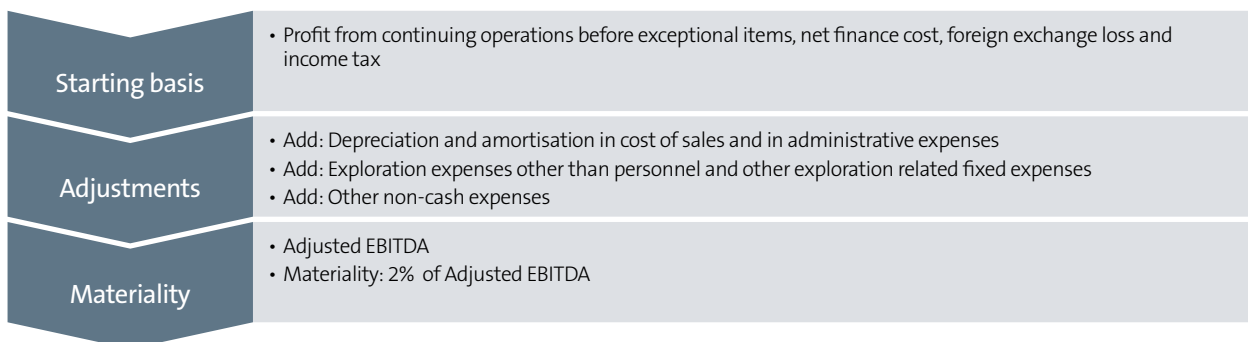 Starting basis
• Profit from continuing operations before exceptional items, net finance cost, foreign exchange loss and
income tax
Adjustments
• Add: Depreciation and amortisation in cost of sales and in administrative expenses
• Add: Exploration expenses other than personnel and other exploration related fixed expenses
• Add: Other non-cash expenses
Materiality
• Adjusted EBITDA
• Materiality: 2% of Adjusted EBITDA